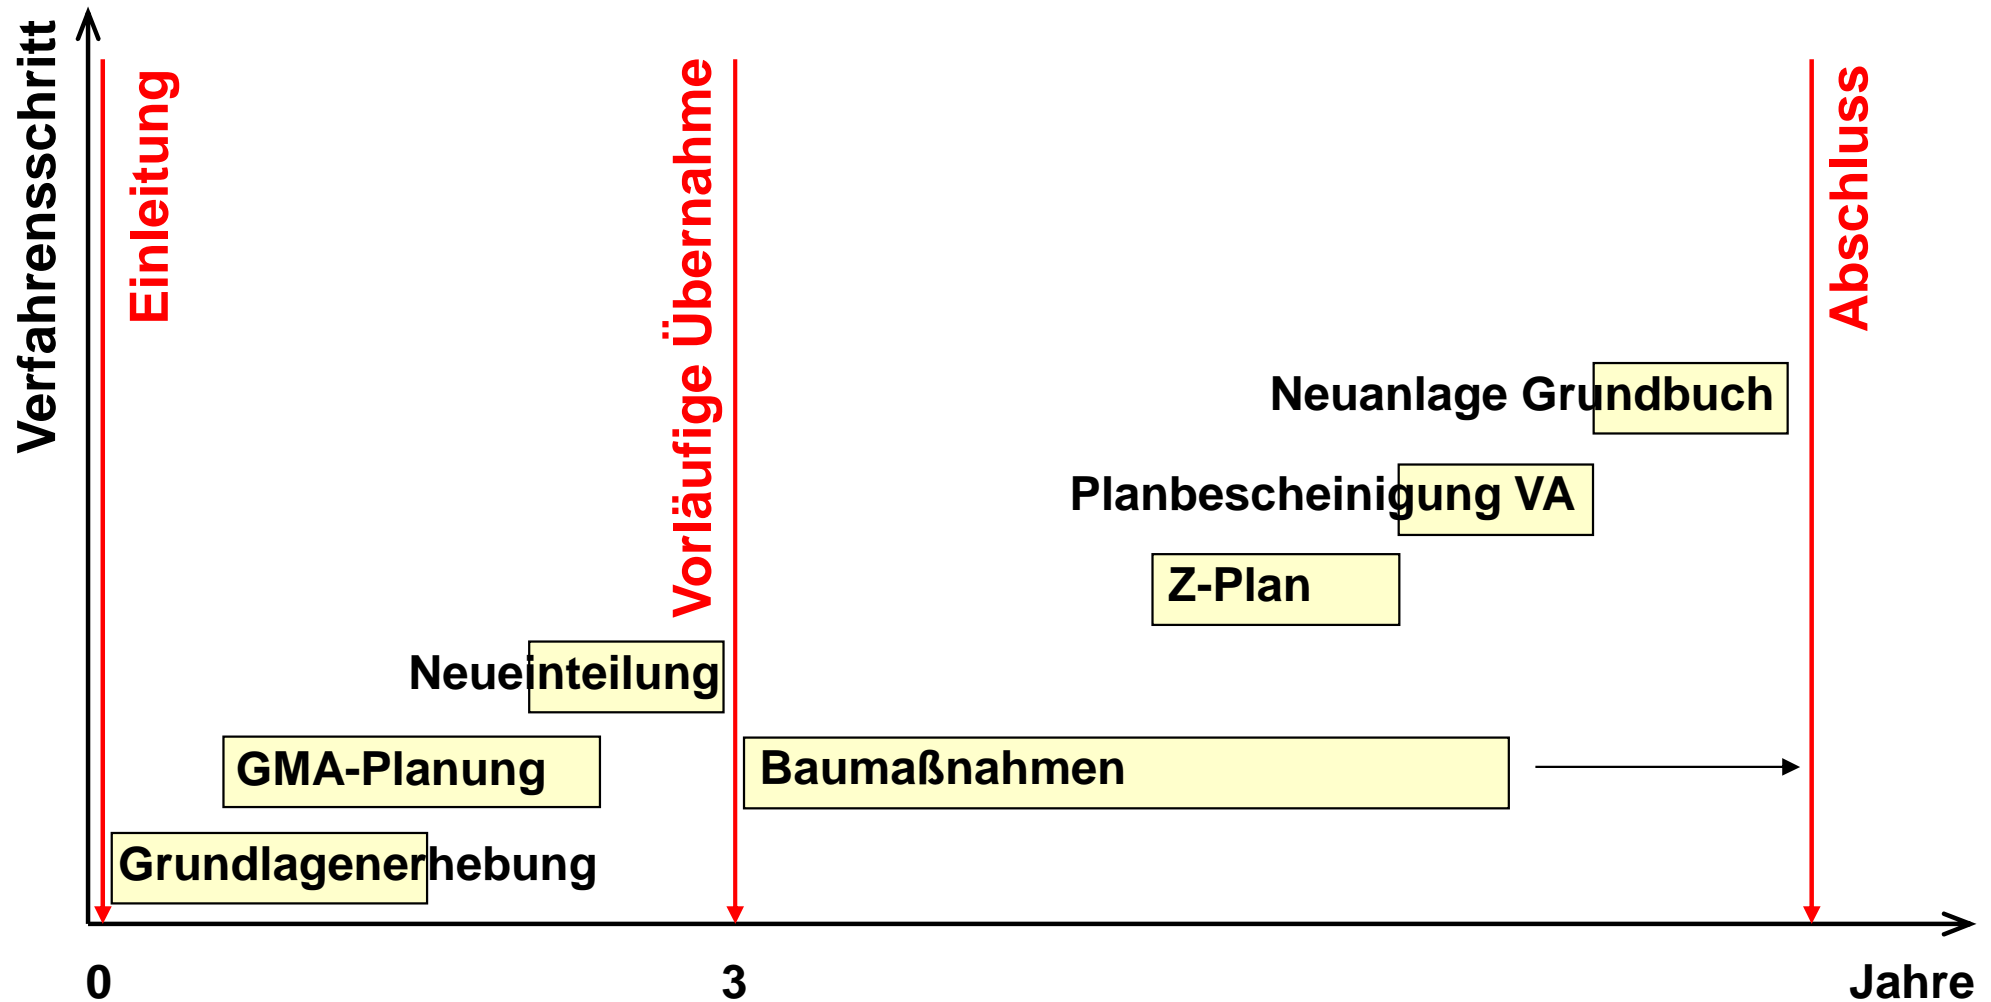 Verfahrensschritt
Einleitung
Vorläufige Übernahme
Abschluss
Neuanlage Grundbuch
Planbescheinigung VA
Z-Plan
Neueinteilung
GMA-Planung
Baumaßnahmen
Grundlagenerhebung
0
3
Jahre